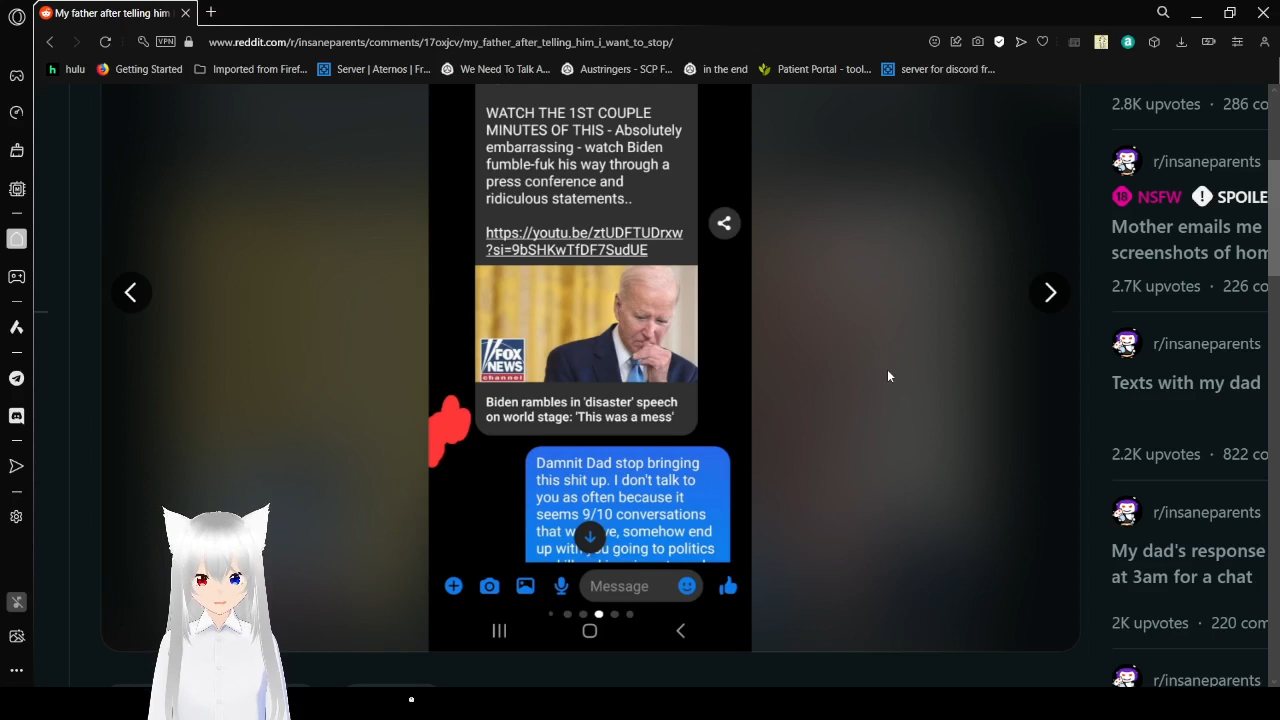 My father after telling him
www.reddit.com/r/insaneparents/comments/17oxjcv/my_father_after_telling_him_i_want_to_stop/
VPN
h hulu
Getting Started
Imported from Firef...
Server | Aternos | Fr...
We Need To Talk A...
Austringers - SCP F...
in the end
Patient Portal - tool...
server for discord fr...
WATCH THE 1ST COUPLE
MINUTES OF THIS - Absolutely
embarrassing - watch Biden
fumble-fuk his way through a
press conference and
ridiculous statements..
https://youtu.be/ztUDFTUDrxw
?si=9bSHKwTfDF7SudUE
FOX
NEWS
channel
Biden rambles in 'disaster' speech
on world stage: 'This was a mess'
Damnit Dad stop bringing
this shit up. I don't talk to
you as often because it
seems 9/10 conversations
that
somehow end
up with you going to politics
Message
2.8K upvotes · 286 co
r/insaneparents
18 NSFW ! SPOILE
Mother emails me
screenshots of hom
2.7K upvotes · 226 co
r/insaneparents
Texts with my dad
2.2K upvotes · 822 co
r/insaneparents
My dad's response
at 3am for a chat
2K upvotes · 220 com
r/insaneparents